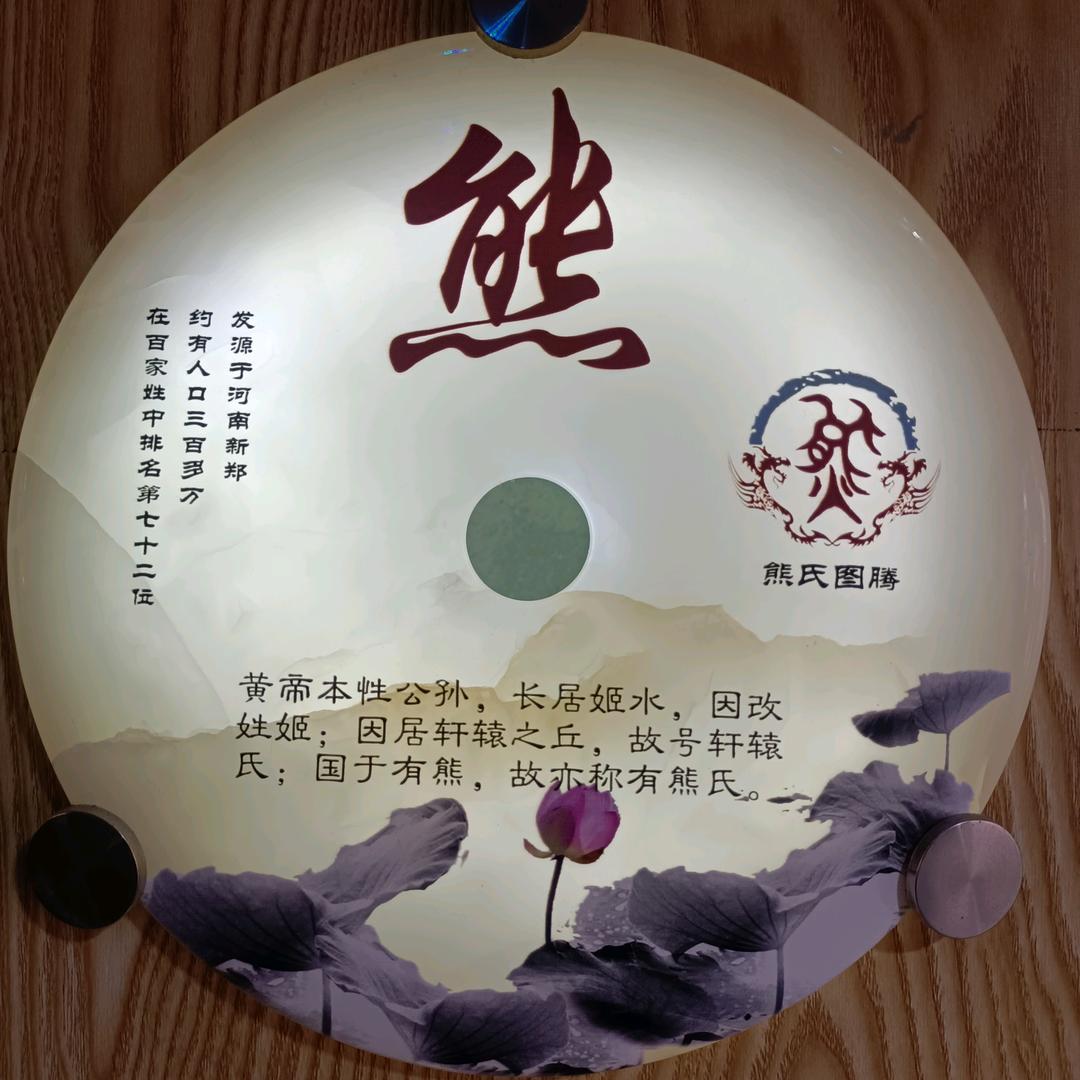 熊
发源于河南新郑
约有人口三百多万
在百家姓中排名第七十二位
熊氏图腾
黄帝本性公孙，长居姬水，因改
姓姬；因居轩辕之丘，故号轩辕
氏；国于有熊，故亦称有熊氏。